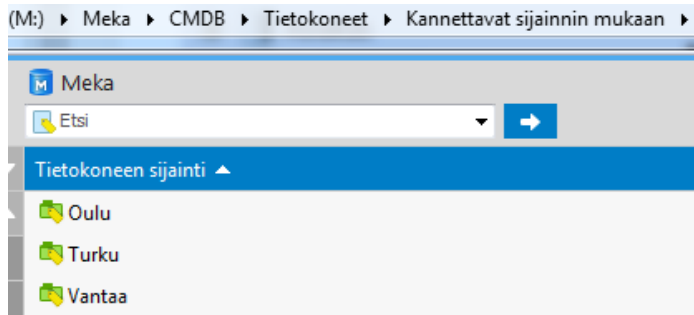 (M:) ▸ Meka ▸ CMDB ▸ Tietokoneet ▸ Kannettavat sijainnin mukaan ▸
M Meka
Etsi
Tietokoneen sijainti
Oulu
Turku
Vantaa